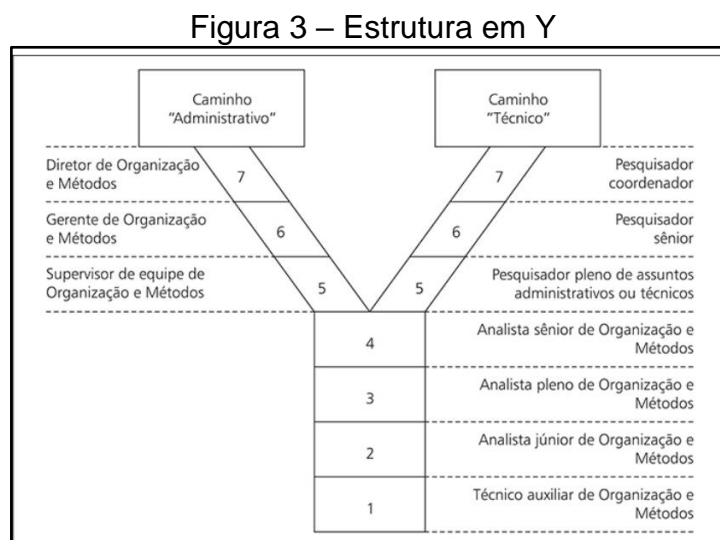 Figura 3 – Estrutura em Y
Caminho
"Administrativo"
Caminho
"Técnico"
Diretor de Organização
e Métodos
7
7
Pesquisador
coordenador
Gerente de Organização
e Métodos
6
6
Pesquisador
sênior
Supervisor de equipe de
Organização e Métodos
5
5
Pesquisador pleno de assuntos
administrativos ou técnicos
4
Analista sênior de Organização e
Métodos
3
Analista pleno de Organização e
Métodos
2
Analista júnior de Organização e
Métodos
1
Técnico auxiliar de Organização e
Métodos